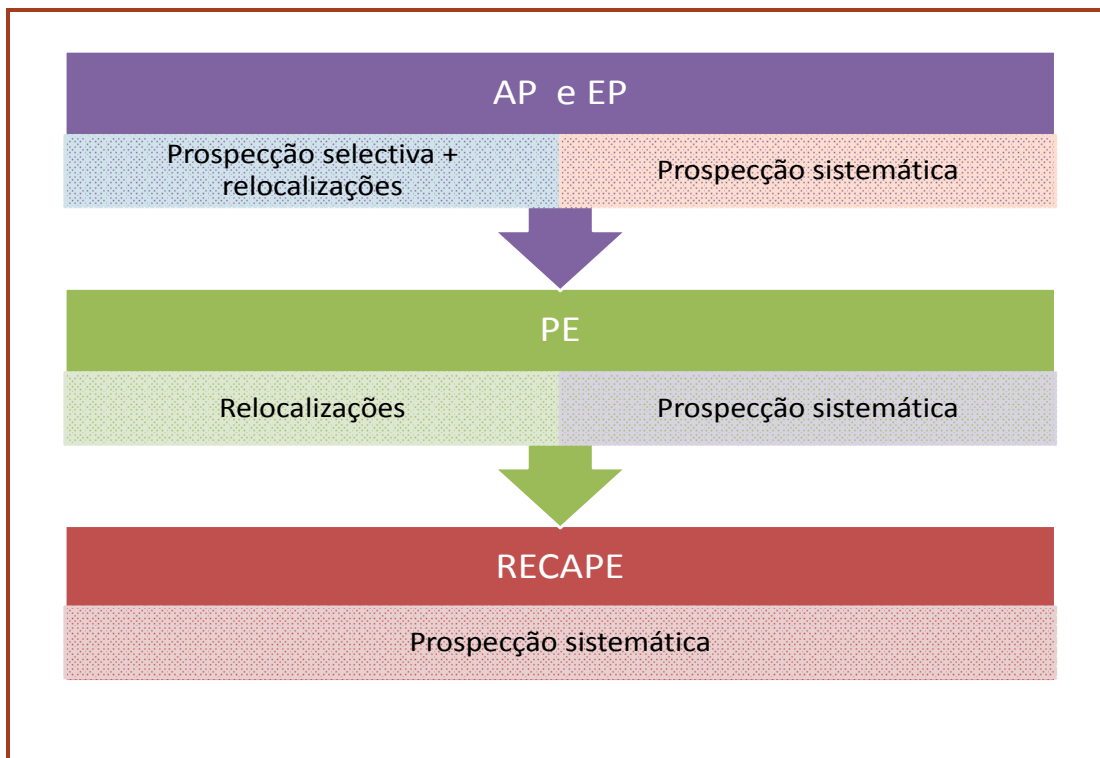 AP e EP
Prospecção selectiva +
relocalizações
Prospecção sistemática
PE
Relocalizações
Prospecção sistemática
RECAPE
Prospecção sistemática